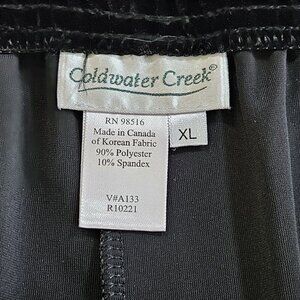 Coldwater Creek®
RN 98516
Made in Canada
of Korean Fabric
90% Polyester
10% Spandex
XL
V#A133
R10221